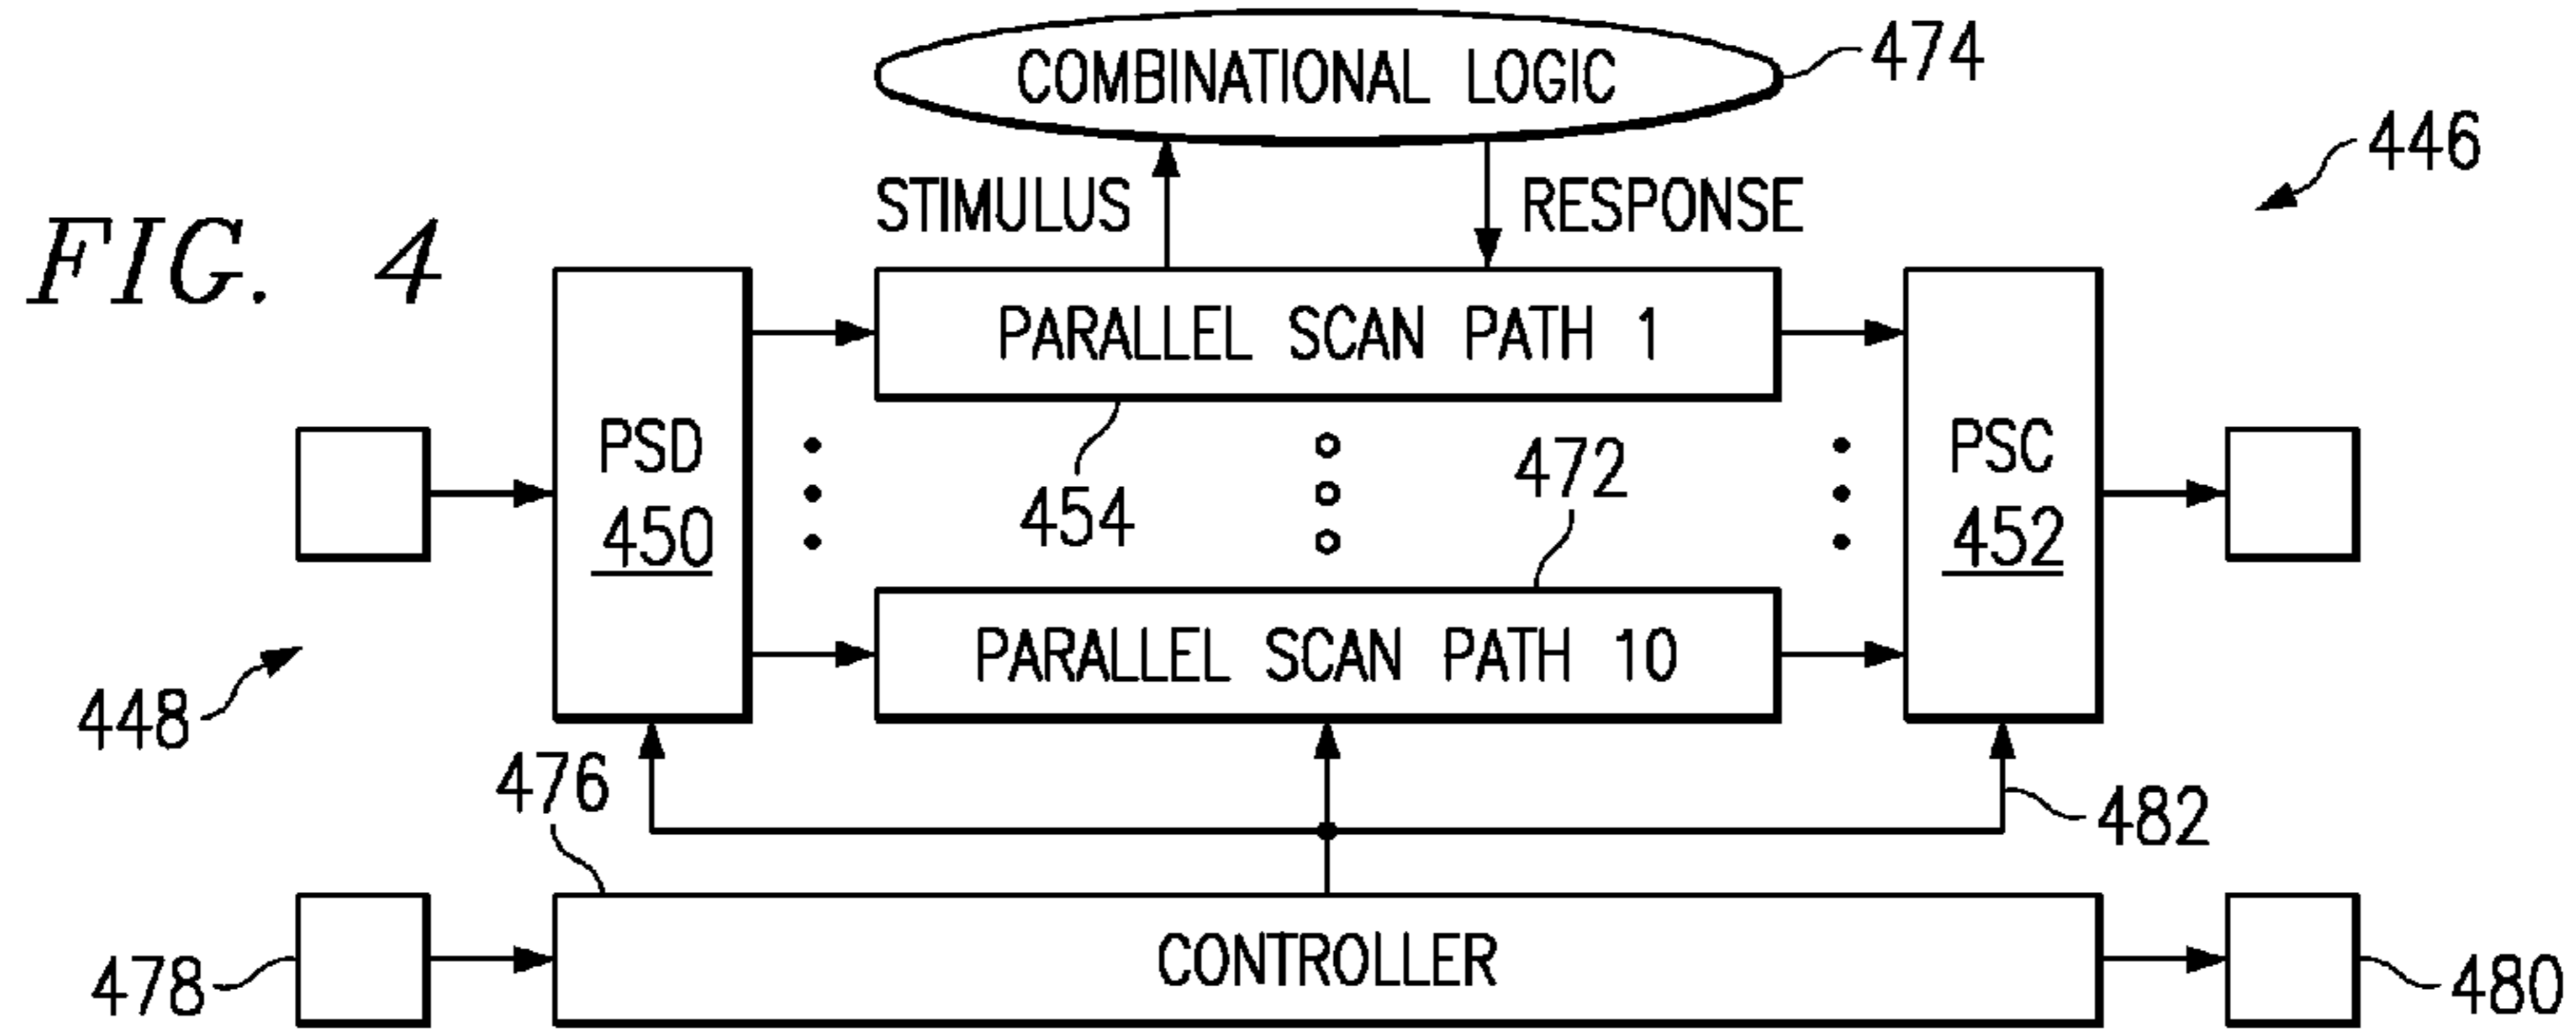 COMBINATIONAL LOGIC
474
446
FIG. 4
STIMULUS
RESPONSE
PARALLEL SCAN PATH 1
PSD
450
454
472
PSC
452
PARALLEL SCAN PATH 10
448
476
482
CONTROLLER
478
480